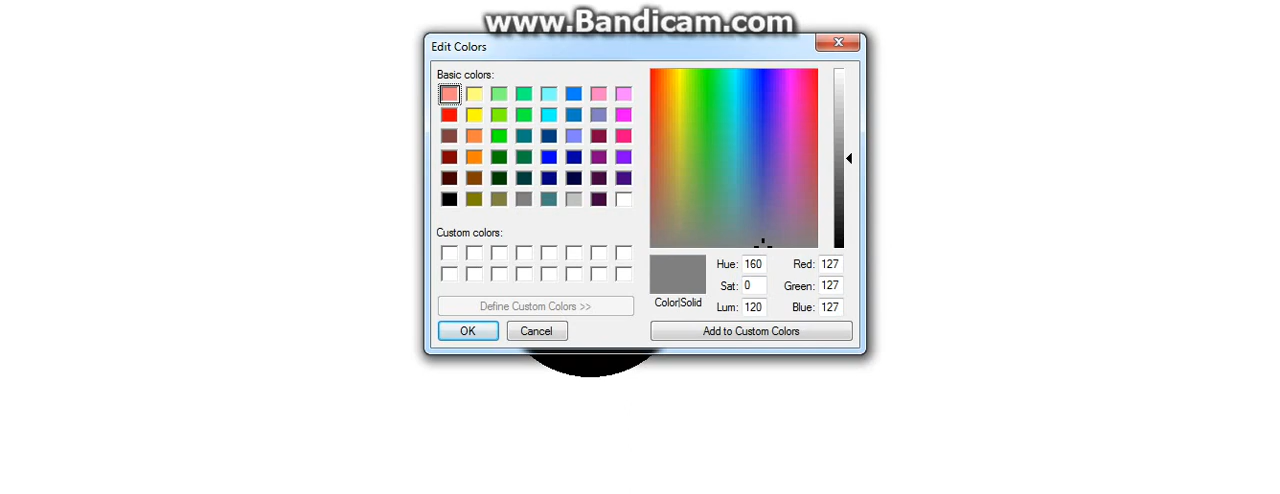 www.Bandicam.com
Edit Colors
Basic colors:
Custom colors:
Define Custom Colors >>
OK
Cancel
Color|Solid
Hue: 160
Sat: 0
Lum: 120
Red: 127
Green: 127
Blue: 127
Add to Custom Colors